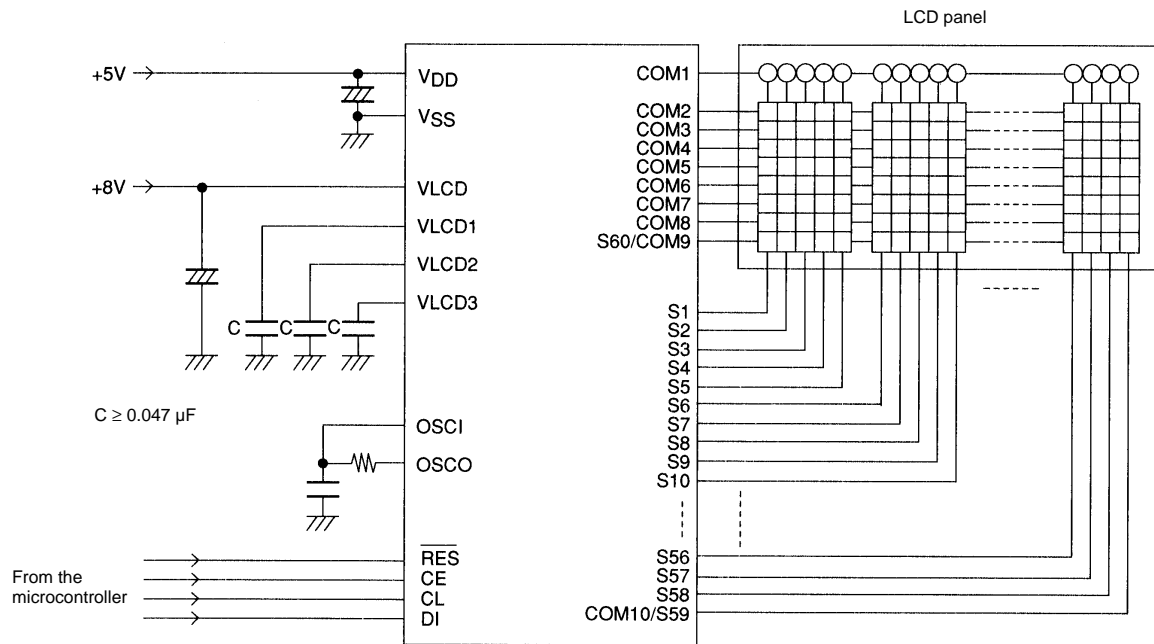 LCD panel
+5V
VDD
VSS
+8V
VLCD
VLCD1
VLCD2
VLCD3
C C C
C ≥ 0.047 µF
OSCI
OSCO
From the
microcontroller
RES
CE
CL
DI
COM1
COM2
COM3
COM4
COM5
COM6
COM7
COM8
S60/COM9
S1
S2
S3
S4
S5
S6
S7
S8
S9
S10
S56
S57
S58
COM10/S59